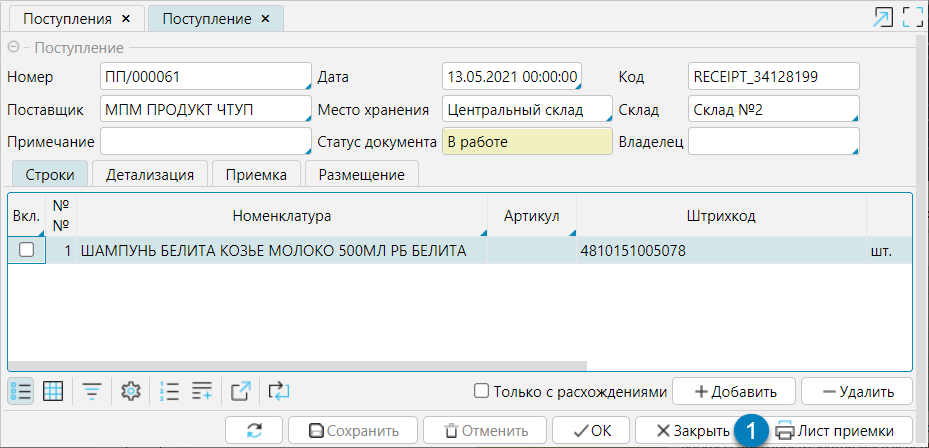 Поступления × Поступление ×
Поступление
Номер ПП/000061 Дата 13.05.2021 00:00:00 Код RECEIPT_34128199
Поставщик МПМ ПРОДУКТ ЧТУП Место хранения Центральный склад Склад Склад №2
Примечание Статус документа В работе Владелец
Строки Детализация Приемка Размещение
Вкл. №№ Номенклатура Артикул Штрихкод
1 ШАМПУНЬ БЕЛИТА КОЗЬЕ МОЛОКО 500МЛ РБ БЕЛИТА 4810151005078 шт.
Только с расхождениями Добавить Удалить
Сохранить Отменить ОК Закрыть 1 Лист приемки